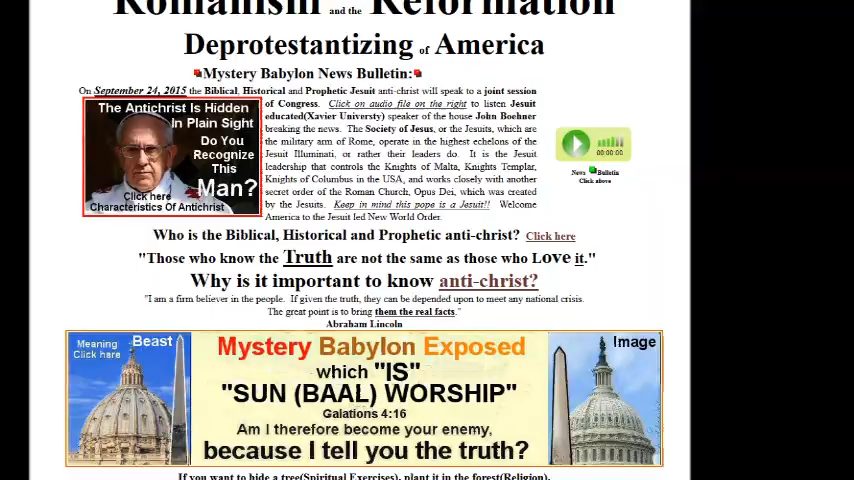 Romanism and the Reformation
Deprotestantizing of America
Mystery Babylon News Bulletin:
On September 24, 2015 the Biblical, Historical and Prophetic Jesuit anti-christ will speak to a joint session
of Congress. Click on audio file on the right to listen Jesuit
educated(Xavier Universty) speaker of the house John Boehner
breaking the news. The Society of Jesus, or the Jesuits, which are
the military arm of Rome, operate in the highest echelons of the
Jesuit Illuminati, or rather their leaders do. It is the Jesuit
leadership that controls the Knights of Malta, Knights Templar,
Knights of Columbus in the USA, and works closely with another
secret order of the Roman Church, Opus Dei, which was created
by the Jesuits. Keep in mind this pope is a Jesuit!! Welcome
America to the Jesuit led New World Order.
The Antichrist Is Hidden
In Plain Sight
Do You
Recognize
This
Man?
Click here
Characteristics Of Antichrist
00:00:00
News Bulletin
Click above
Who is the Biblical, Historical and Prophetic anti-christ? Click here
"Those who know the Truth are not the same as those who Love it."
Why is it important to know anti-christ?
"I am a firm believer in the people. If given the truth, they can be depended upon to meet any national crisis.
The great point is to bring them the real facts."
Abraham Lincoln
Meaning
Click here
Beast
Mystery Babylon Exposed
which "IS"
"SUN (BAAL) WORSHIP"
Galations 4:16
Am I therefore become your enemy,
because I tell you the truth?
Image
If you want to hide a tree(Spiritual Exercises), plant it in the forest(Religion).